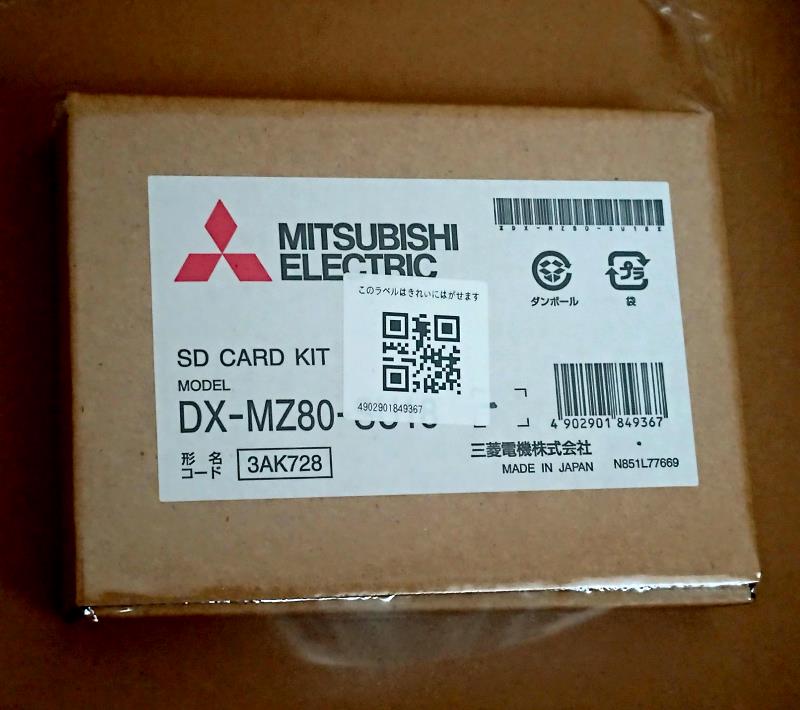 MITSUBISHI
ELECTRIC
ダンボール
プラ
袋
このラベルはきれいにはがせます
4902901849367
SD CARD KIT
MODEL
DX-MZ80-
4 902901 849367
形名
コード
3AK728
三菱電機株式会社
MADE IN JAPAN
N851L77669